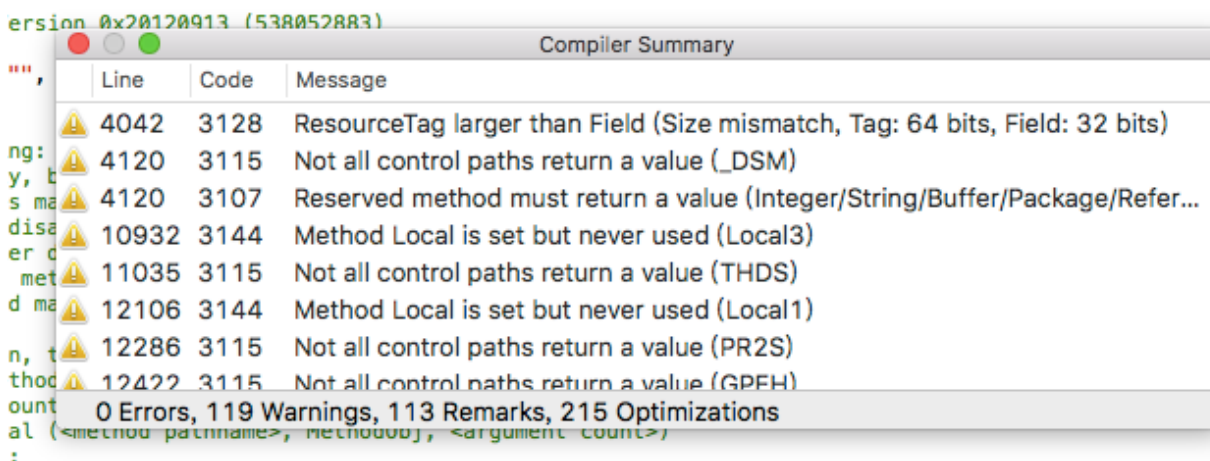 ersion 0x20120913 (538052883)
Compiler Summary
"",
Line Code Message
4042 3128 ResourceTag larger than Field (Size mismatch, Tag: 64 bits, Field: 32 bits)
ng:
4120 3115 Not all control paths return a value (_DSM)
y, b
4120 3107 Reserved method must return a value (Integer/String/Buffer/Package/Refer...
s ma
disa
10932 3144 Method Local is set but never used (Local3)
er
11035 3115 Not all control paths return a value (THDS)
met
d ma
12106 3144 Method Local is set but never used (Local1)
12286 3115 Not all control paths return a value (PR2S)
n, t
12422 3115 Not all control paths return a value (GPEH)
thod
ount
0 Errors, 119 Warnings, 113 Remarks, 215 Optimizations
al (<method pathname>, MethodObj, <argument count>)